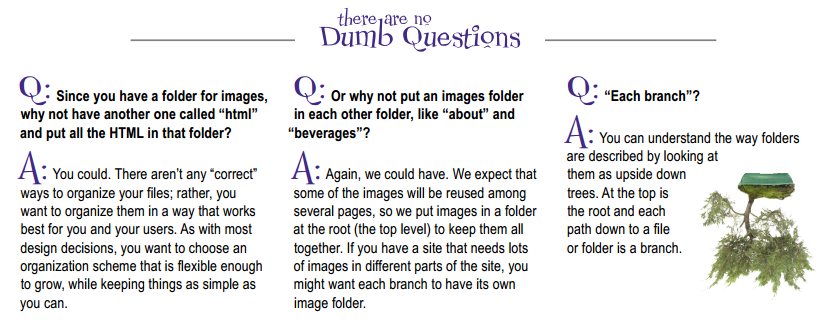 there are no
Dumb Questions
Q: Since you have a folder for images,
why not have another one called “html”
and put all the HTML in that folder?
A: You could. There aren’t any “correct”
ways to organize your files; rather, you
want to organize them in a way that works
best for you and your users. As with most
design decisions, you want to choose an
organization scheme that is flexible enough
to grow, while keeping things as simple as
you can.
Q: Or why not put an images folder
in each other folder, like “about” and
“beverages”?
A: Again, we could have. We expect that
some of the images will be reused among
several pages, so we put images in a folder
at the root (the top level) to keep them all
together. If you have a site that needs lots
of images in different parts of the site, you
might want each branch to have its own
image folder.
Q: “Each branch”?
A: You can understand the way folders
are described by looking at
them as upside down
trees. At the top is
the root and each
path down to a file
or folder is a branch.